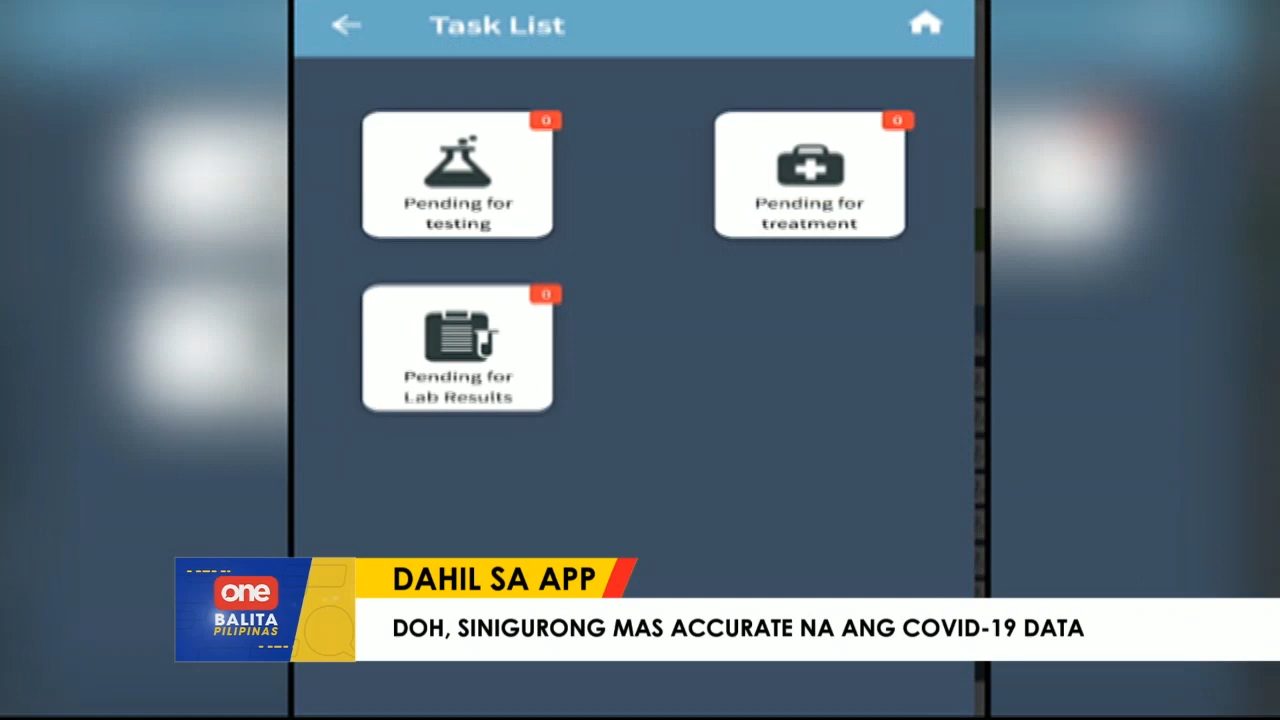 Task List
0
Pending for
testing
0
Pending for
treatment
0
Pending for
Lab Results
one
BALITA
PILIPINAS
DAHIL SA APP
DOH, SINIGURONG MAS ACCURATE NA ANG COVID-19 DATA